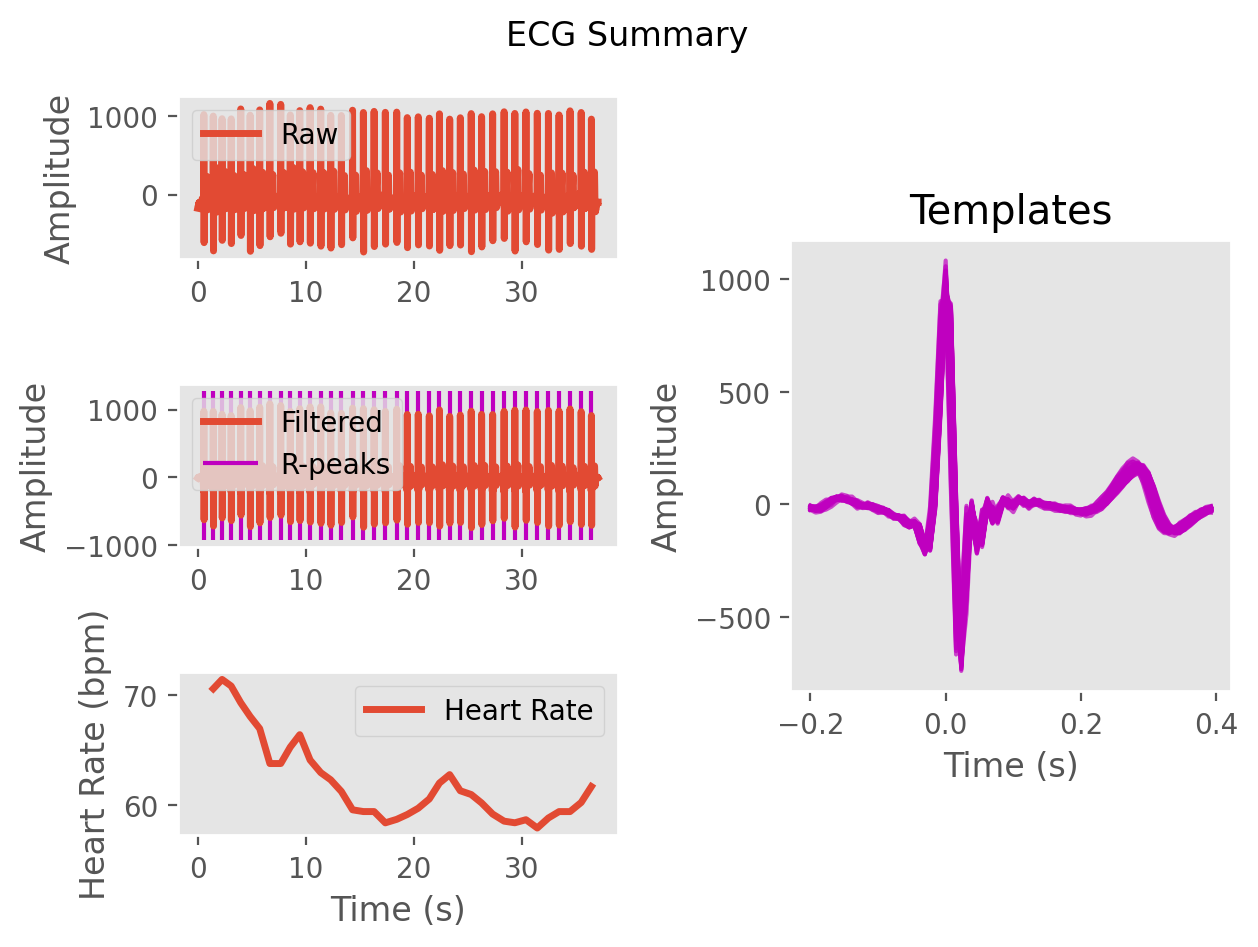 ECG Summary
Amplitude
1000
0
Raw
0 10 20 30
Amplitude
1000
0
−1000
Filtered
R-peaks
0 10 20 30
Heart Rate (bpm)
70
60
Heart Rate
0 10 20 30
Time (s)
Templates
Amplitude
1000
500
0
−500
−0.2 0.0 0.2 0.4
Time (s)